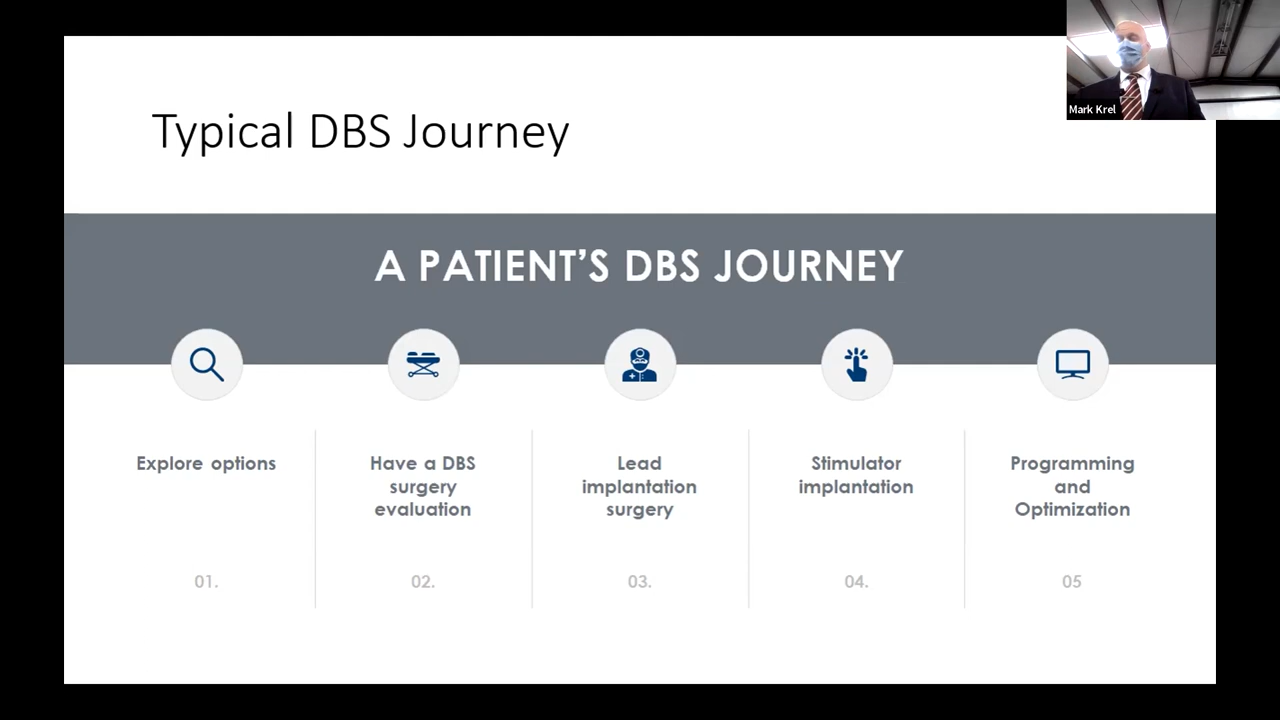 Mark Krel
Typical DBS Journey
A PATIENT'S DBS JOURNEY
Explore options
01.
Have a DBS
surgery
evaluation
02.
Lead
implantation
surgery
03.
Stimulator
implantation
04.
Programming
and
Optimization
05